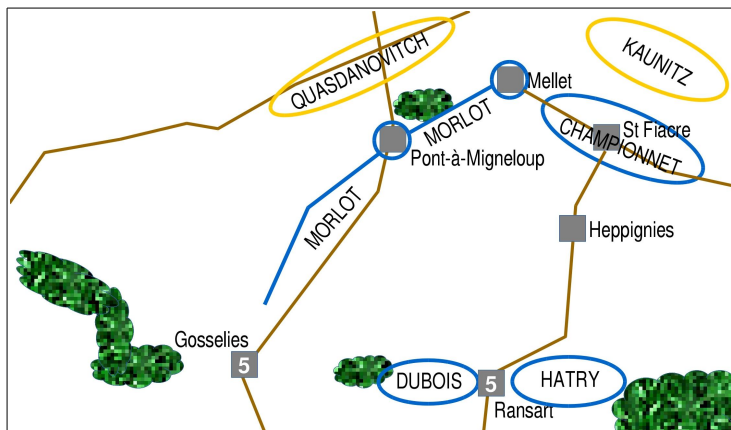 QUASDANOVITCH
KAUNITZ
Mellet
MORLOT
CHAMPIONNET
St Fiacre
Pont-à-Migneloup
MORLOT
Heppignies
Gosselies
5
DUBOIS
5
HATRY
Ransart